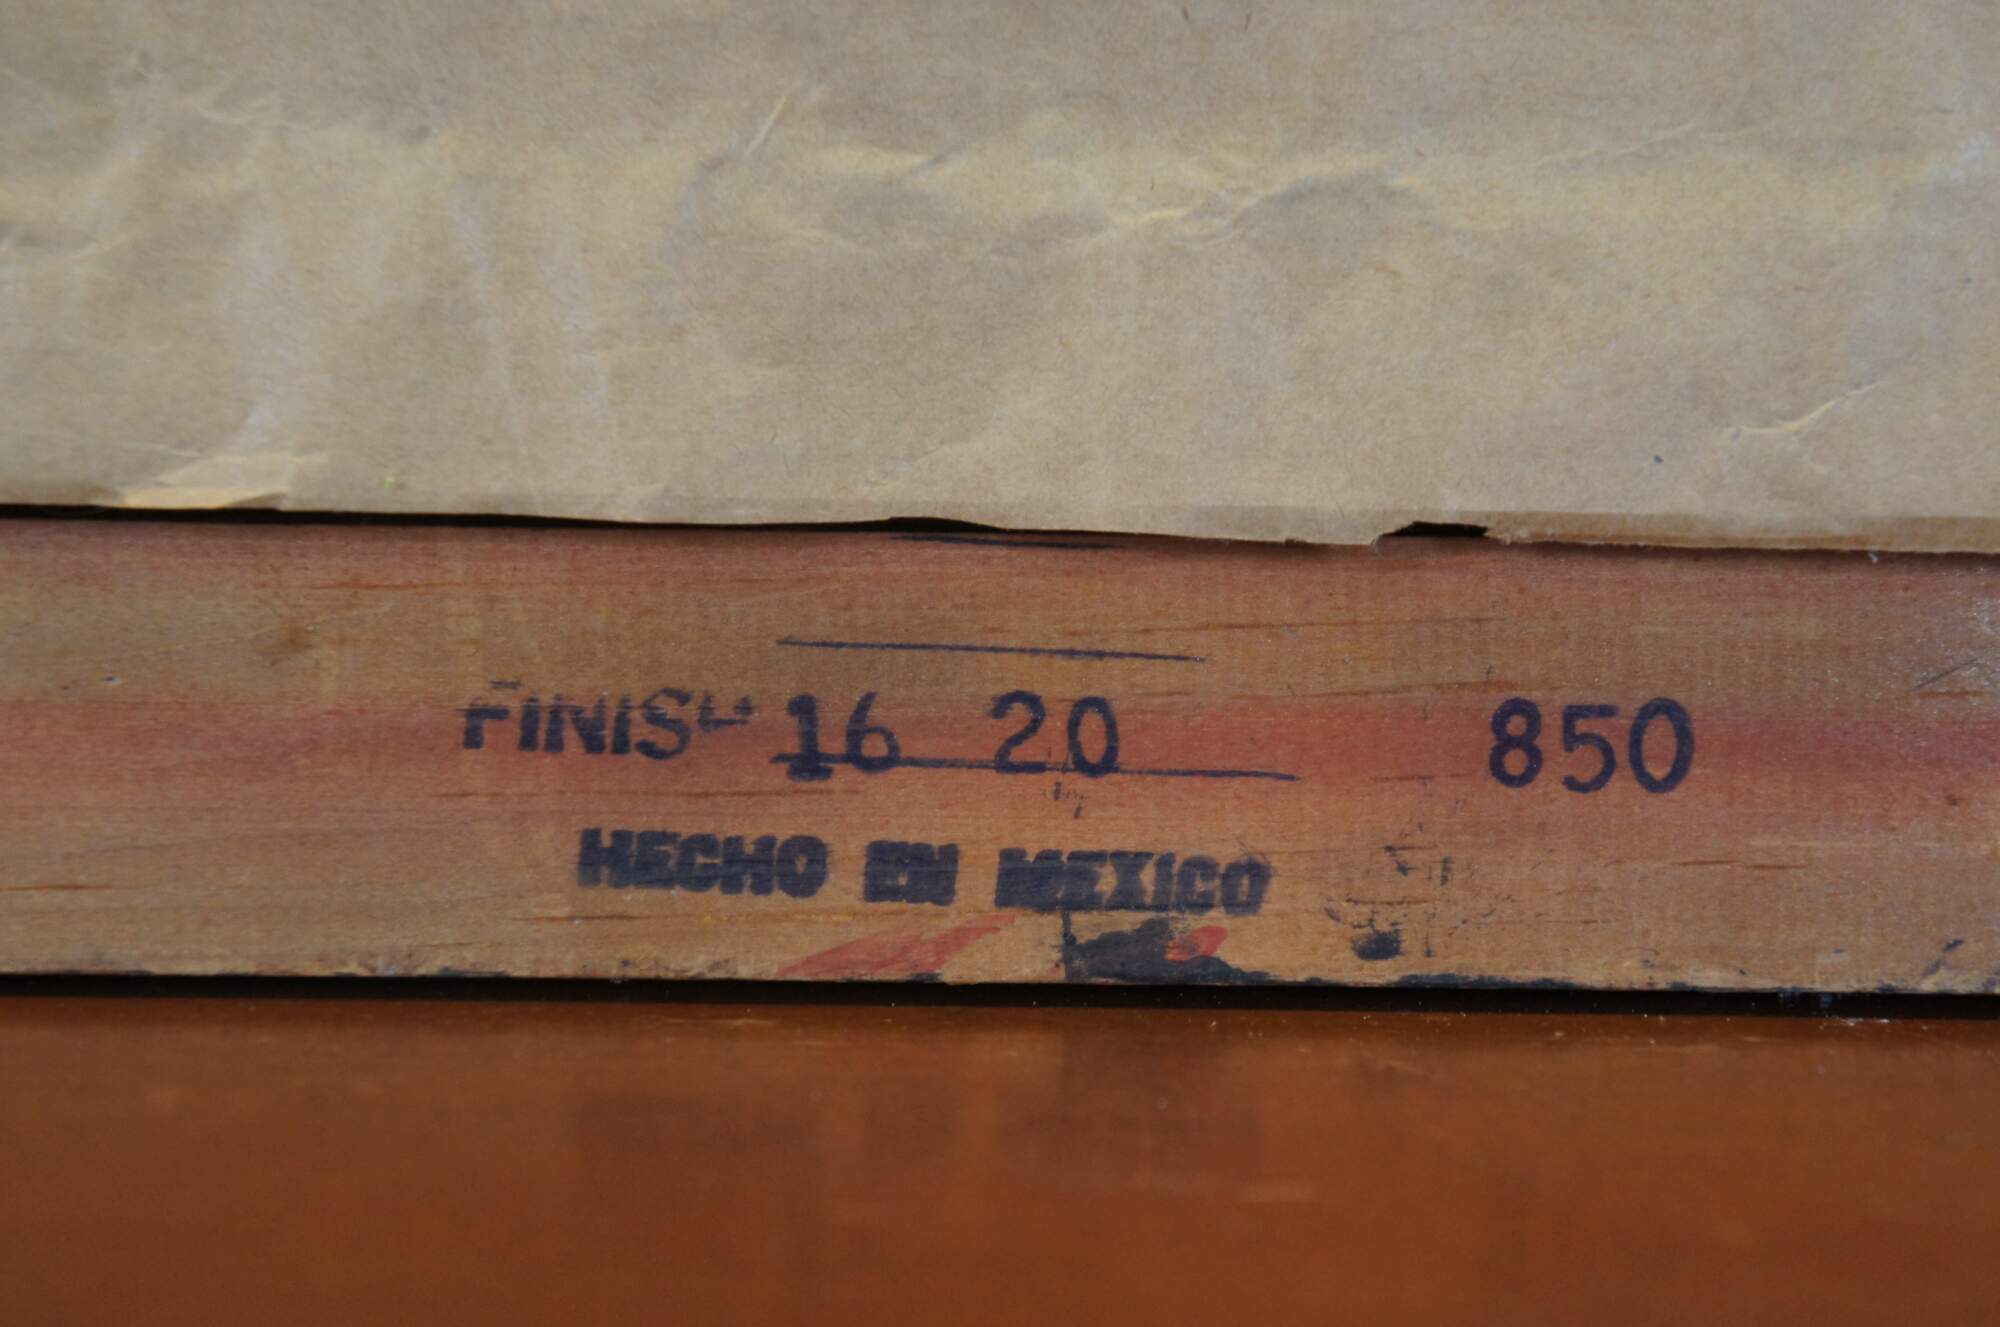 FINISH 16 20 850
HECHO EN MEXICO